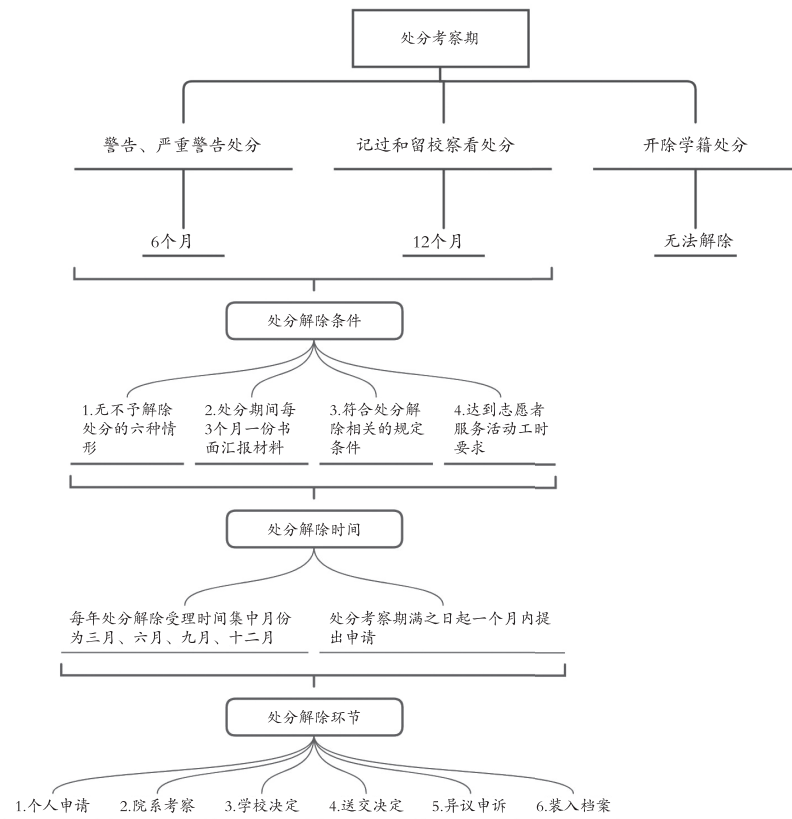 处分考察期
警告、严重警告处分
记过和留校察看处分
开除学籍处分
6个月
12个月
无法解除
处分解除条件
1.无不予解除
处分的六种情
形
2.处分期间每
3个月一份书
面汇报材料
3.符合处分解
除相关的规定
条件
4.达到志愿者
服务活动工时
要求
处分解除时间
每年处分解除受理时间集中月份
为三月、六月、九月、十二月
处分考察期满之日起一个月内提
出申请
处分解除环节
1.个人申请
2.院系考察
3.学校决定
4.送交决定
5.异议申诉
6.装入档案